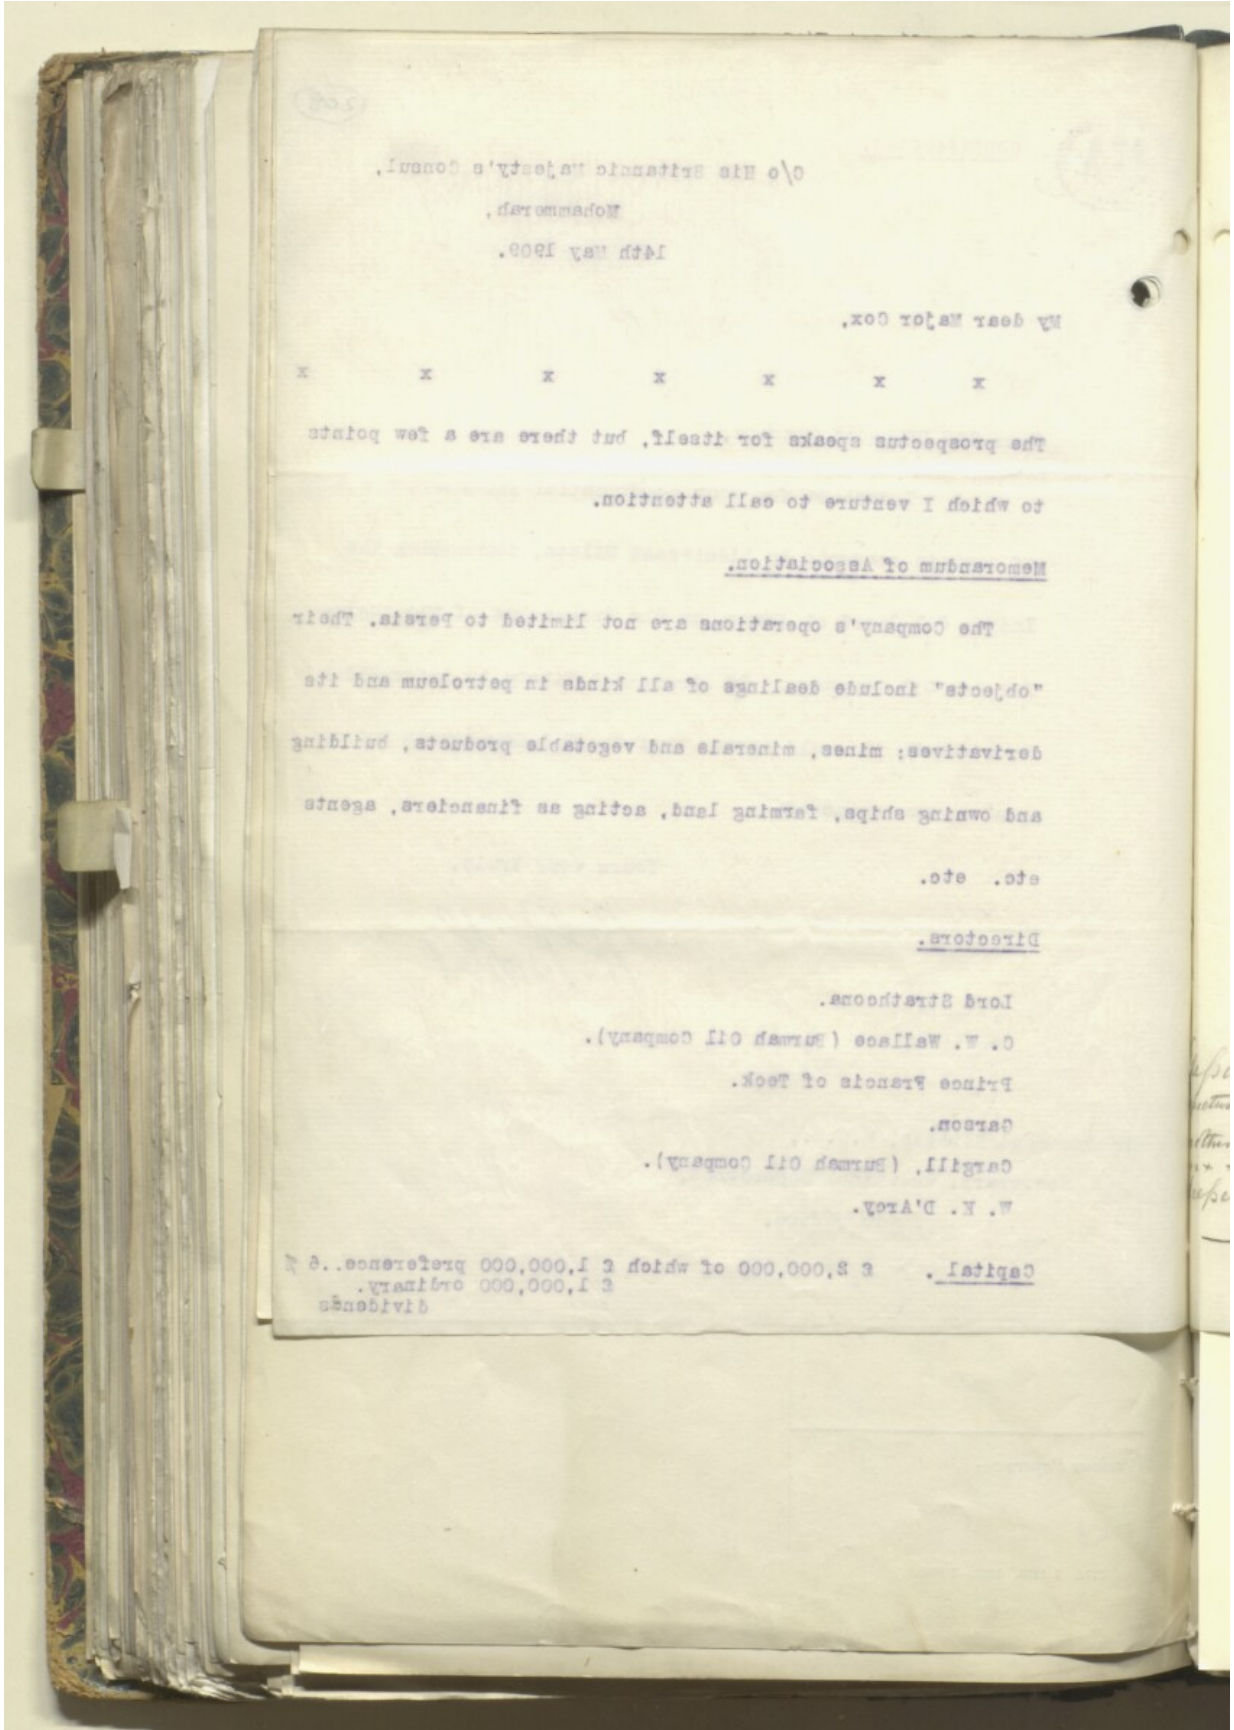 C/o His Britannic Majesty's Consul,
Mohammerah,
14th May 1909.
My dear Major Cox,
x x x x x x x
The prospectus speaks for itself, but there are a few points
to which I venture to call attention.
Memorandum of Association.
The Company's operations are not limited to Persia. Their
"objects" include dealings of all kinds in petroleum and its
derivatives; mines, minerals and vegetable products, building
and owning ships, farming land, acting as financiers, agents
etc. etc.
Directors.
Lord Strathcona.
C. W. Wallace (Burmah Oil Company).
Prince Francis of Teck.
Garson.
Cargill, (Burmah Oil Company).
W. K. D'Arcy.
Capital. £ 2,000,000 of which £ 1,000,000 preference..6 %
£ 1,000,000 ordinary.
dividends